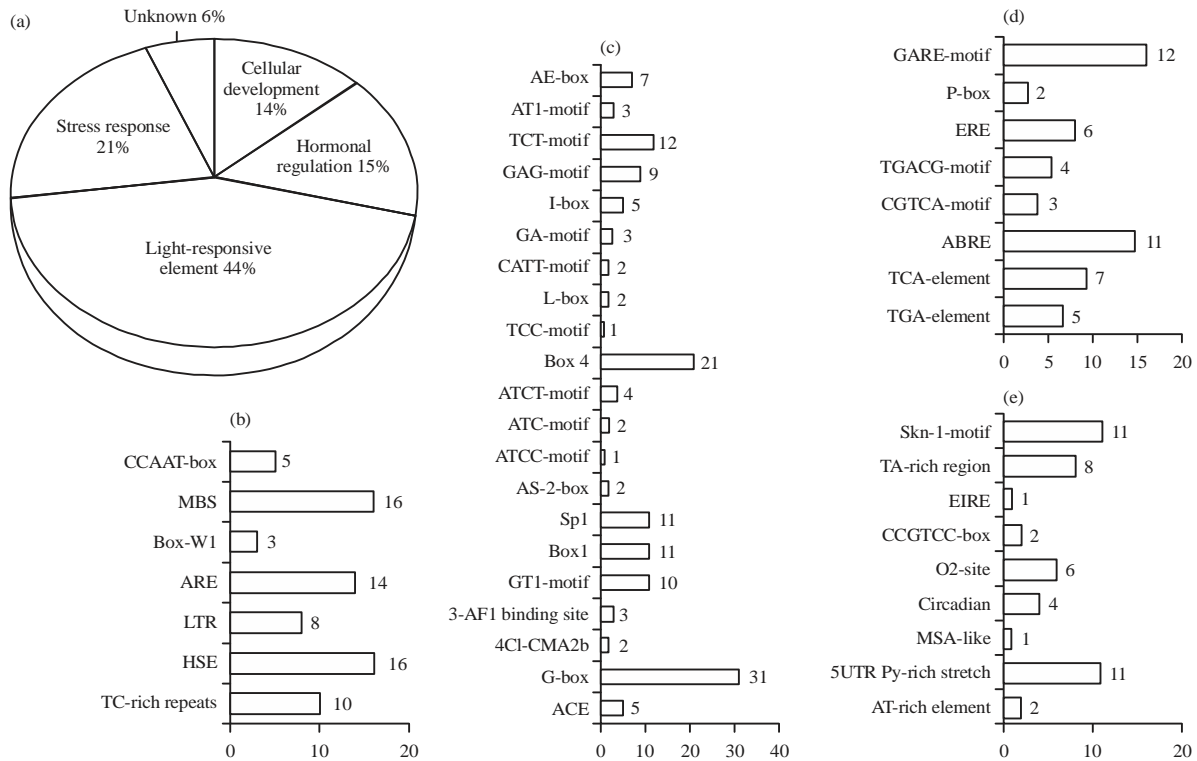 (a)
Unknown 6%
Cellular
development
14%
Hormonal
regulation 15%
Stress response
21%
Light-responsive
element 44%
(b)
CCAAT-box 5
MBS 16
Box-W1 3
ARE 14
LTR 8
HSE 16
TC-rich repeats 10
0 10 20
(c)
AE-box 7
AT1-motif 3
TCT-motif 12
GAG-motif 9
I-box 5
GA-motif 3
CATT-motif 2
L-box 2
TCC-motif 1
Box 4 21
ATCT-motif 4
ATC-motif 2
ATCC-motif 1
AS-2-box 2
Sp1 11
Box1 11
GT1-motif 10
3-AF1 binding site 3
4Cl-CMA2b 2
G-box 31
ACE 5
0 10 20 30 40
(d)
GARE-motif 12
P-box 2
ERE 6
TGACG-motif 4
CGTCA-motif 3
ABRE 11
TCA-element 7
TGA-element 5
0 5 10 15 20
(e)
Skn-1-motif 11
TA-rich region 8
EIRE 1
CCGTCC-box 2
O2-site 6
Circadian 4
MSA-like 1
5UTR Py-rich stretch 11
AT-rich element 2
0 10 20